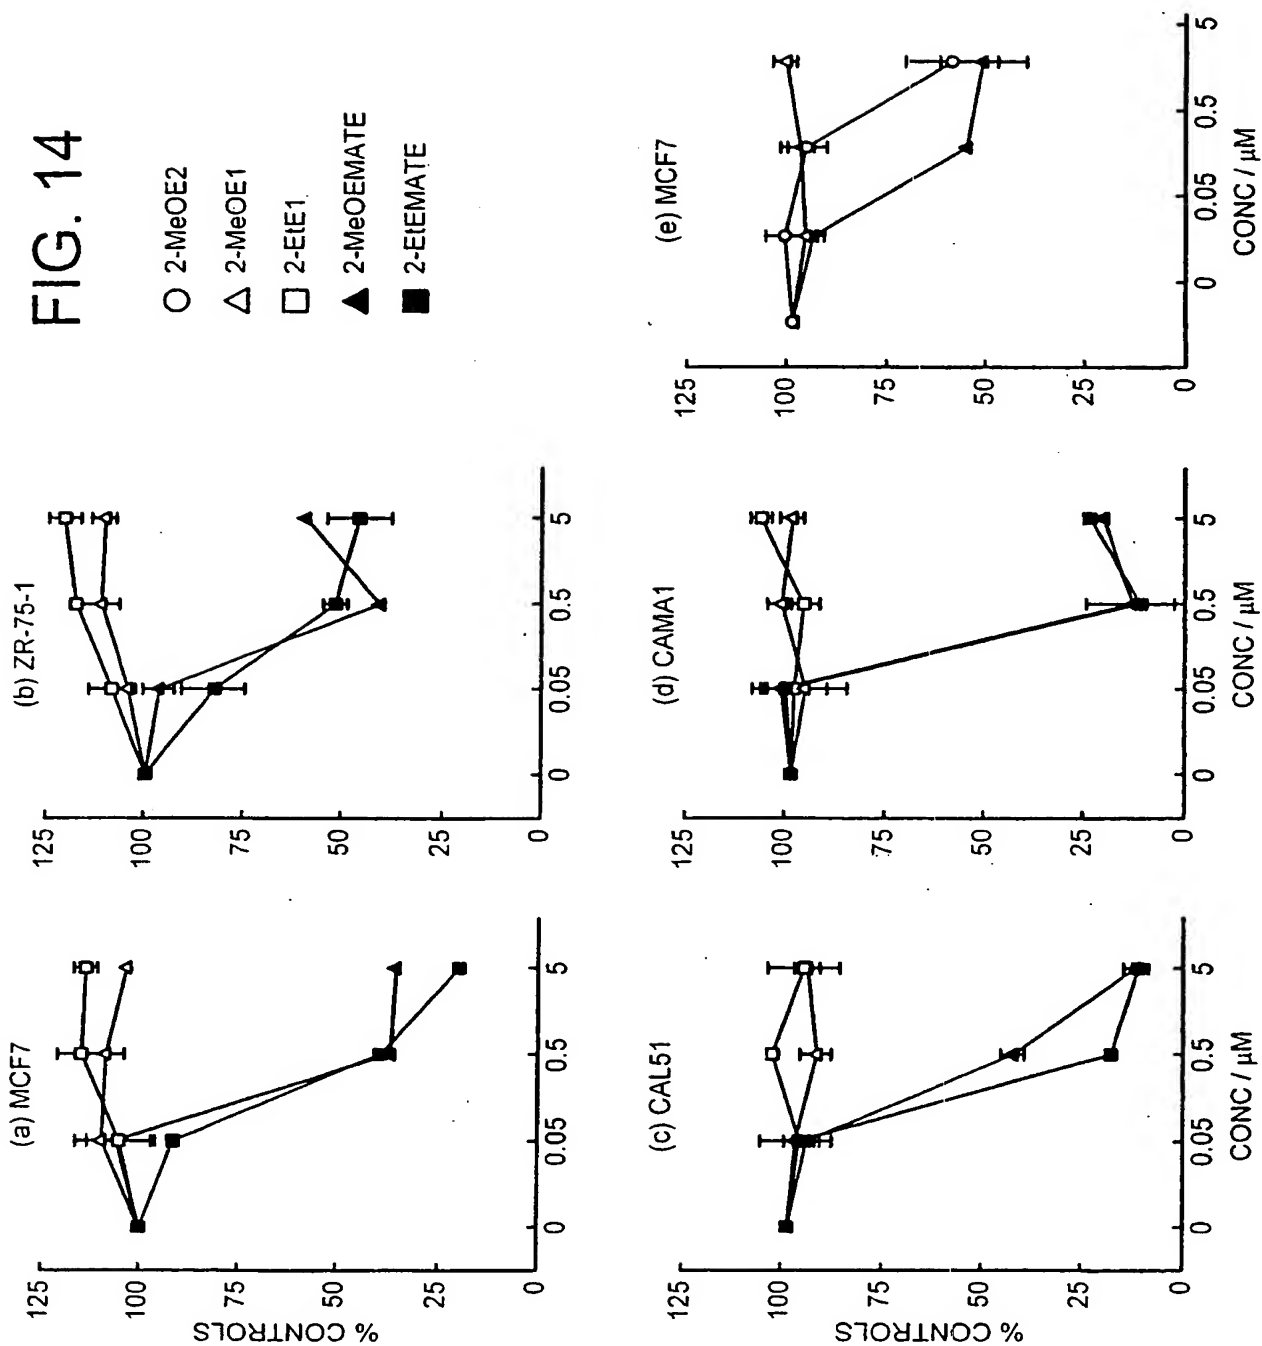 FIG. 14
○ 2-MeOE2
△ 2-MeOE1
□ 2-EtE1
▲ 2-MeOEMATE
■ 2-EtEMATE
(a) MCF7
% CONTROLS
125
100
75
50
25
0
0 0.05 0.5 5
(b) ZR-75-1
125
100
75
50
25
0
0 0.05 0.5 5
(c) CAL51
% CONTROLS
125
100
75
50
25
0
0 0.05 0.5 5
CONC / µM
(d) CAMA1
125
100
75
50
25
0
0 0.05 0.5 5
CONC / µM
(e) MCF7
125
100
75
50
25
0
0 0.05 0.5 5
CONC / µM